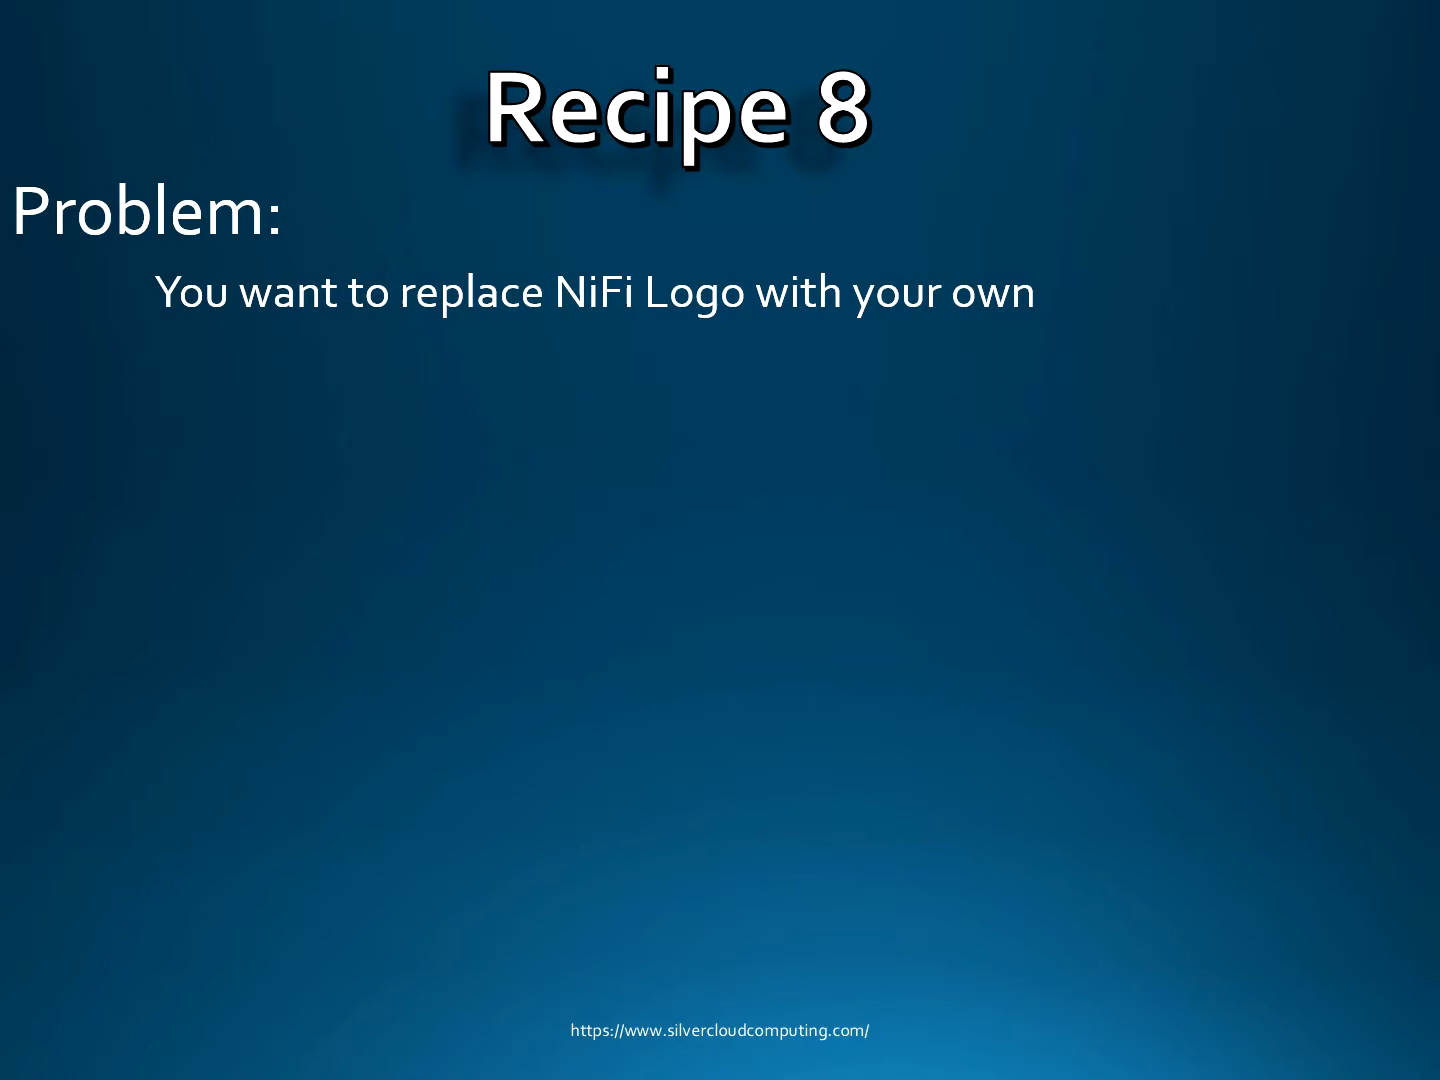 Recipe 8
Problem:
You want to replace NiFi Logo with your own
https://www.silvercloudcomputing.com/